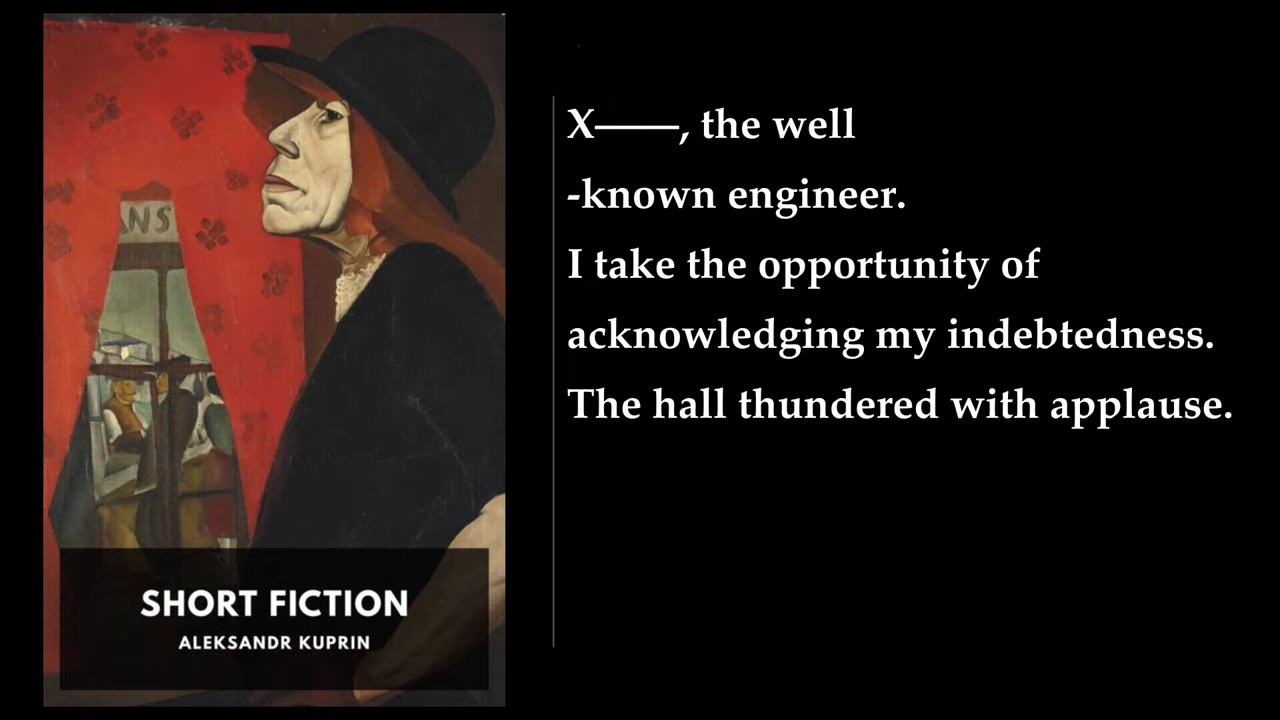 X——, the well
-known engineer.
I take the opportunity of
acknowledging my indebtedness.
The hall thundered with applause.
ANS
SHORT FICTION
ALEKSANDR KUPRIN